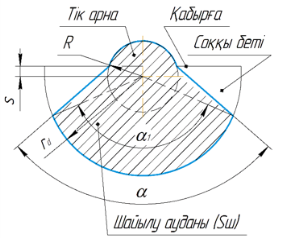 Тік арна
Қабырға
R
Соққы беті
S
r₀
α₁
α
Шайылу ауданы (Sш)